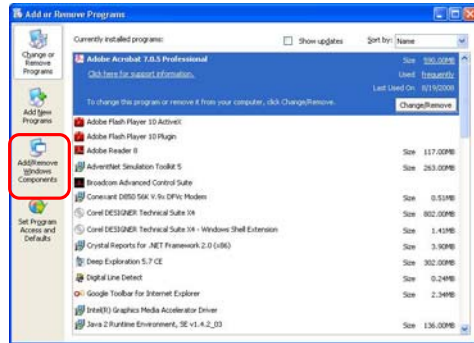 Add or Remove Programs
Change or
Remove
Programs
Add New
Programs
Add/Remove
Windows
Components
Set Program
Access and
Defaults
Currently installed programs:
Show updates
Sort by: Name
Adobe Acrobat 7.0.5 Professional
Size 590.00MB
Click here for support information.
Used frequently
Last Used On 8/19/2008
To change this program or remove it from your computer, click Change/Remove.
Change/Remove
Adobe Flash Player 10 ActiveX
Adobe Flash Player 10 Plugin
Adobe Reader 8 Size 117.00MB
AdventNet Simulation Toolkit 5 Size 263.00MB
Broadcom Advanced Control Suite
Conexant D850 56K V.9x DFVc Modem Size 0.51MB
Corel DESIGNER Technical Suite X4 Size 802.00MB
Corel DESIGNER Technical Suite X4 - Windows Shell Extension Size 1.41MB
Crystal Reports for .NET Framework 2.0 (x86) Size 3.90MB
Deep Exploration 5.7 CE Size 302.00MB
Digital Line Detect Size 0.24MB
Google Toolbar for Internet Explorer Size 2.34MB
Intel(R) Graphics Media Accelerator Driver
Java 2 Runtime Environment, SE v1.4.2_03 Size 136.00MB